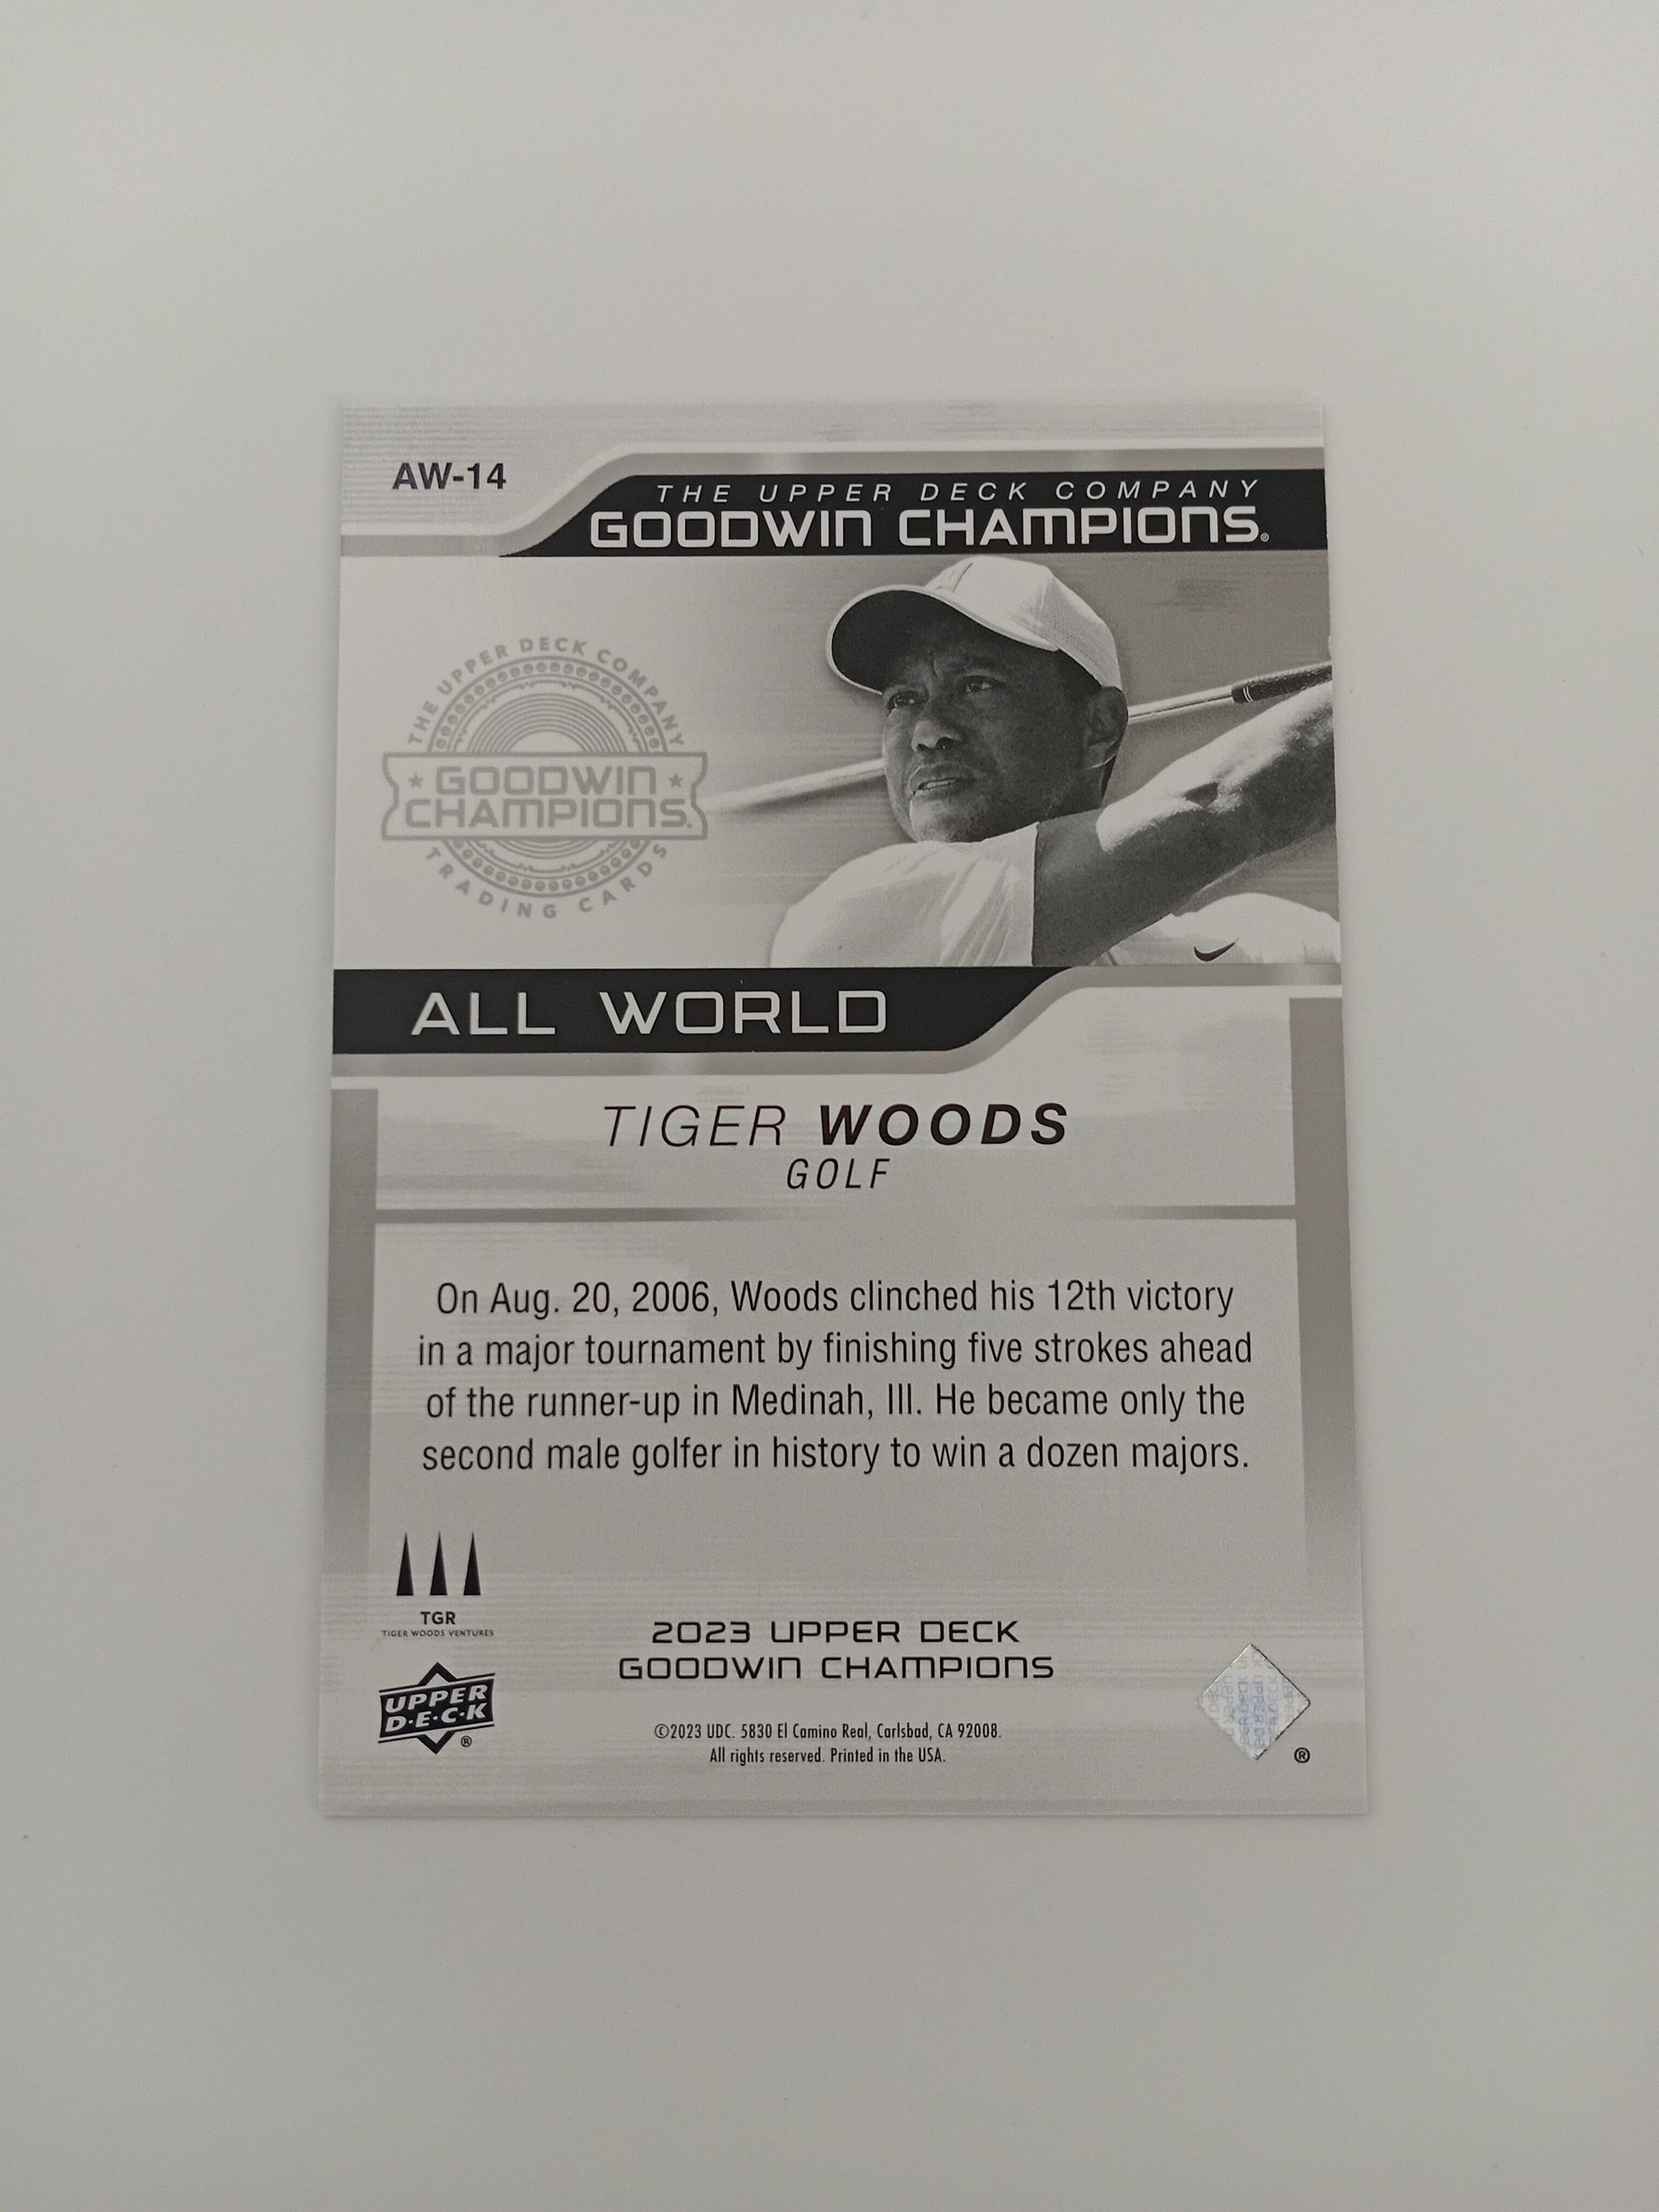 AW-14
THE UPPER DECK COMPANY
GOODWIN CHAMPIONS®
THE UPPER DECK COMPANY
GOODWIN
CHAMPIONS
TRADING CARDS
ALL WORLD
TIGER WOODS
GOLF
On Aug. 20, 2006, Woods clinched his 12th victory
in a major tournament by finishing five strokes ahead
of the runner-up in Medinah, Ill. He became only the
second male golfer in history to win a dozen majors.
TGR
TIGER WOODS VENTURES
UPPER
D·E·C·K
®
2023 UPPER DECK
GOODWIN CHAMPIONS
©2023 UDC. 5830 El Camino Real, Carlsbad, CA 92008.
All rights reserved. Printed in the USA.
®